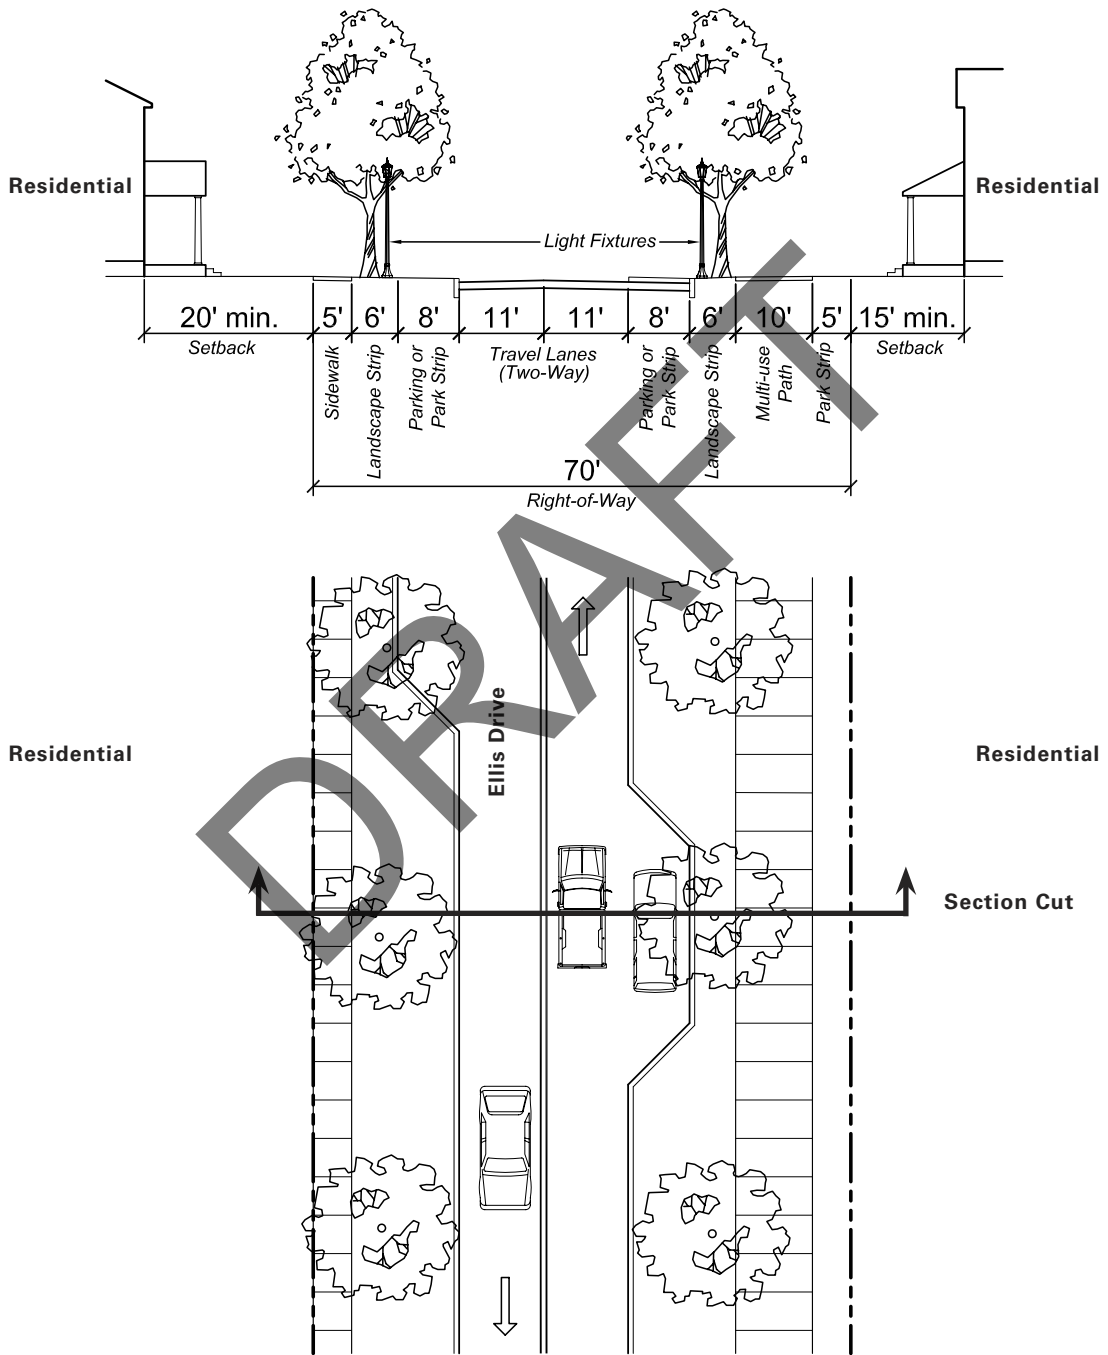 Residential
Residential
Light Fixtures
20' min.
5'
6'
8'
11'
11'
8'
6'
10'
5'
15' min.
Setback
Sidewalk
Landscape Strip
Parking or
Park Strip
Travel Lanes
(Two-Way)
Parking or
Park Strip
Landscape Strip
Multi-use
Path
Park Strip
Setback
70'
Right-of-Way
DRAFT
Ellis Drive
Residential
Residential
Section Cut